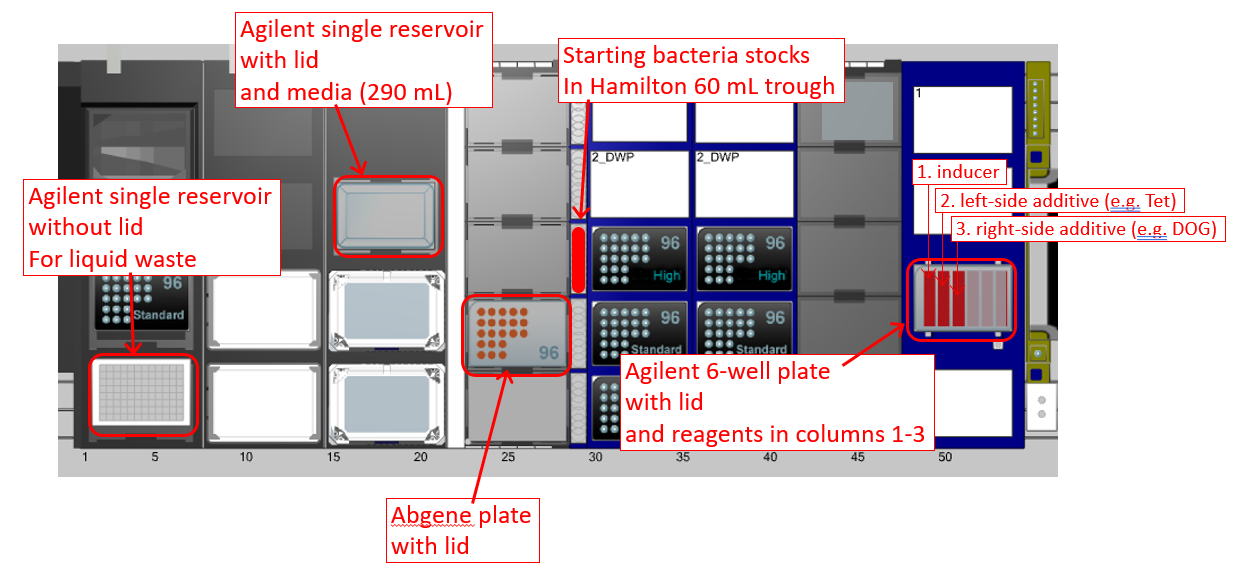 Agilent single reservoir
with lid
and media (290 mL)
Starting bacteria stocks
In Hamilton 60 mL trough
1
2_DWP
2_DWP
1. inducer
2. left-side additive (e.g. Tet)
3. right-side additive (e.g. DOG)
Agilent single reservoir
without lid
For liquid waste
96
Standard
96
High
96
High
96
Standard
96
Standard
96
Agilent 6-well plate
with lid
and reagents in columns 1-3
1
5
10
15
20
25
30
35
40
45
50
Abgene plate
with lid